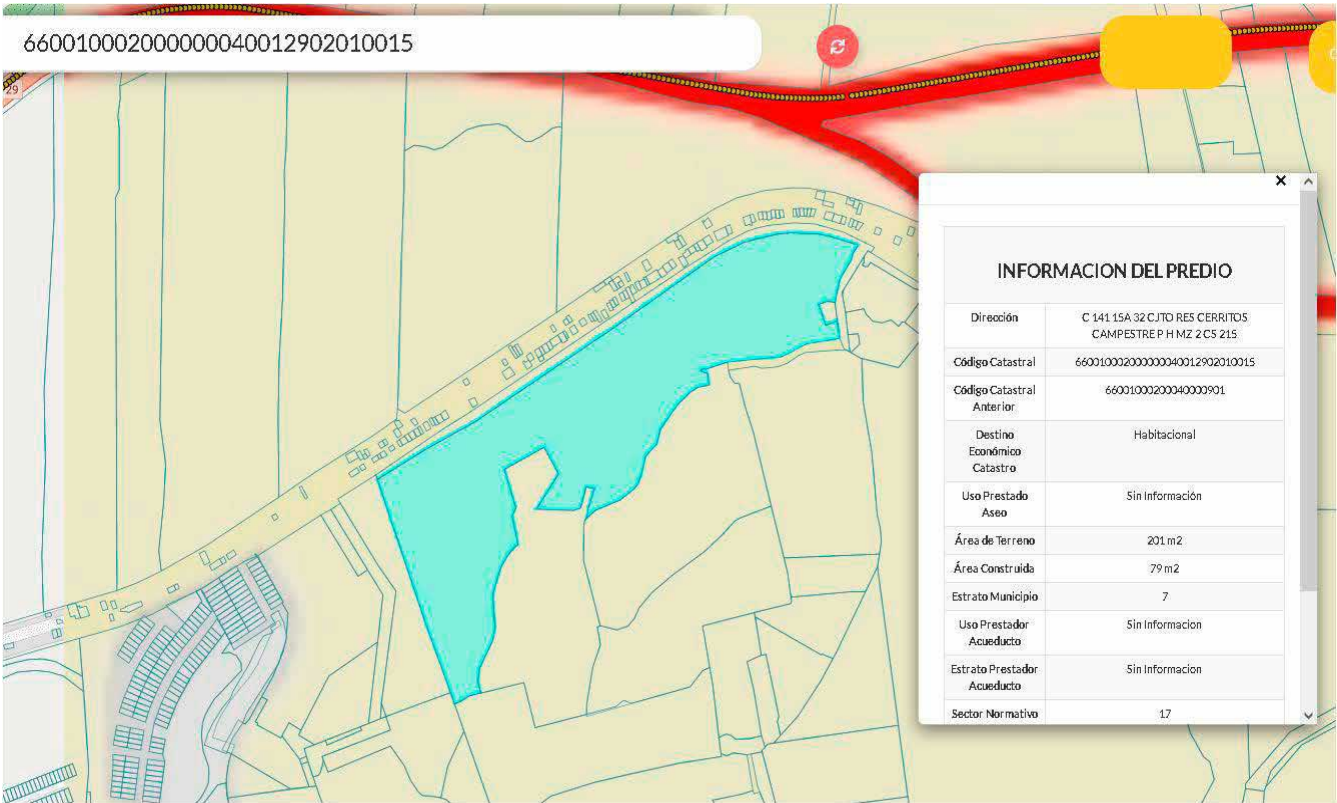 660010002000000040012902010015
29
×
INFORMACION DEL PREDIO
Dirección
C 141 15A 32 CJTO RES CERRITOS
CAMPESTRE P H MZ 2 CS 215
Código Catastral
660010002000000040012902010015
Código Catastral
Anterior
66001000200040000901
Destino
Económico
Catastro
Habitacional
Uso Prestado
Aseo
Sin Información
Área de Terreno
201 m2
Área Construida
79 m2
Estrato Municipio
7
Uso Prestador
Acueducto
Sin Informacion
Estrato Prestador
Acueducto
Sin Informacion
Sector Normativo
17